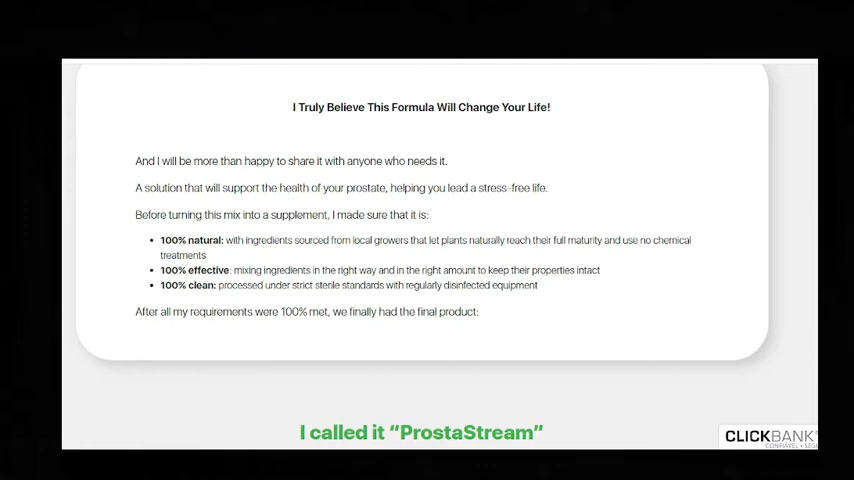 I Truly Believe This Formula Will Change Your Life!
And I will be more than happy to share it with anyone who needs it.
A solution that will support the health of your prostate, helping you lead a stress-free life.
Before turning this mix into a supplement, I made sure that it is:
• 100% natural: with ingredients sourced from local growers that let plants naturally reach their full maturity and use no chemical
treatments
• 100% effective: mixing ingredients in the right way and in the right amount to keep their properties intact
• 100% clean: processed under strict sterile standards with regularly disinfected equipment
After all my requirements were 100% met, we finally had the final product:
I called it “ProstaStream”
CLICKBANK
CONFIÁVEL •